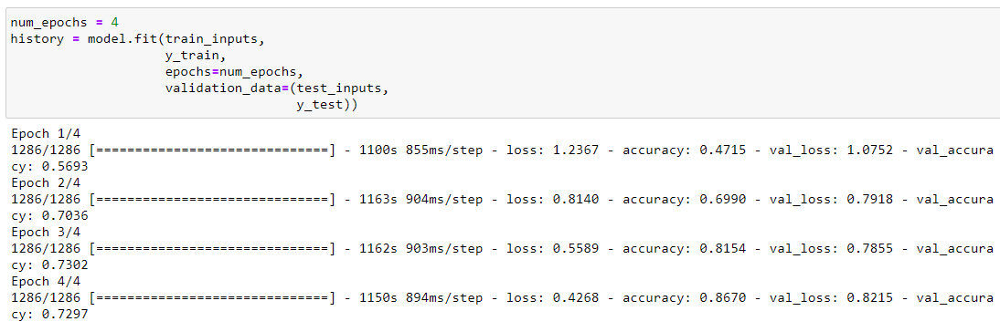 num_epochs = 4
history = model.fit(train_inputs,
                    y_train,
                    epochs=num_epochs,
                    validation_data=(test_inputs,
                                     y_test))
Epoch 1/4
1286/1286 [==============================] - 1100s 855ms/step - loss: 1.2367 - accuracy: 0.4715 - val_loss: 1.0752 - val_accura
cy: 0.5693
Epoch 2/4
1286/1286 [==============================] - 1163s 904ms/step - loss: 0.8140 - accuracy: 0.6990 - val_loss: 0.7918 - val_accura
cy: 0.7036
Epoch 3/4
1286/1286 [==============================] - 1162s 903ms/step - loss: 0.5589 - accuracy: 0.8154 - val_loss: 0.7855 - val_accura
cy: 0.7302
Epoch 4/4
1286/1286 [==============================] - 1150s 894ms/step - loss: 0.4268 - accuracy: 0.8670 - val_loss: 0.8215 - val_accura
cy: 0.7297